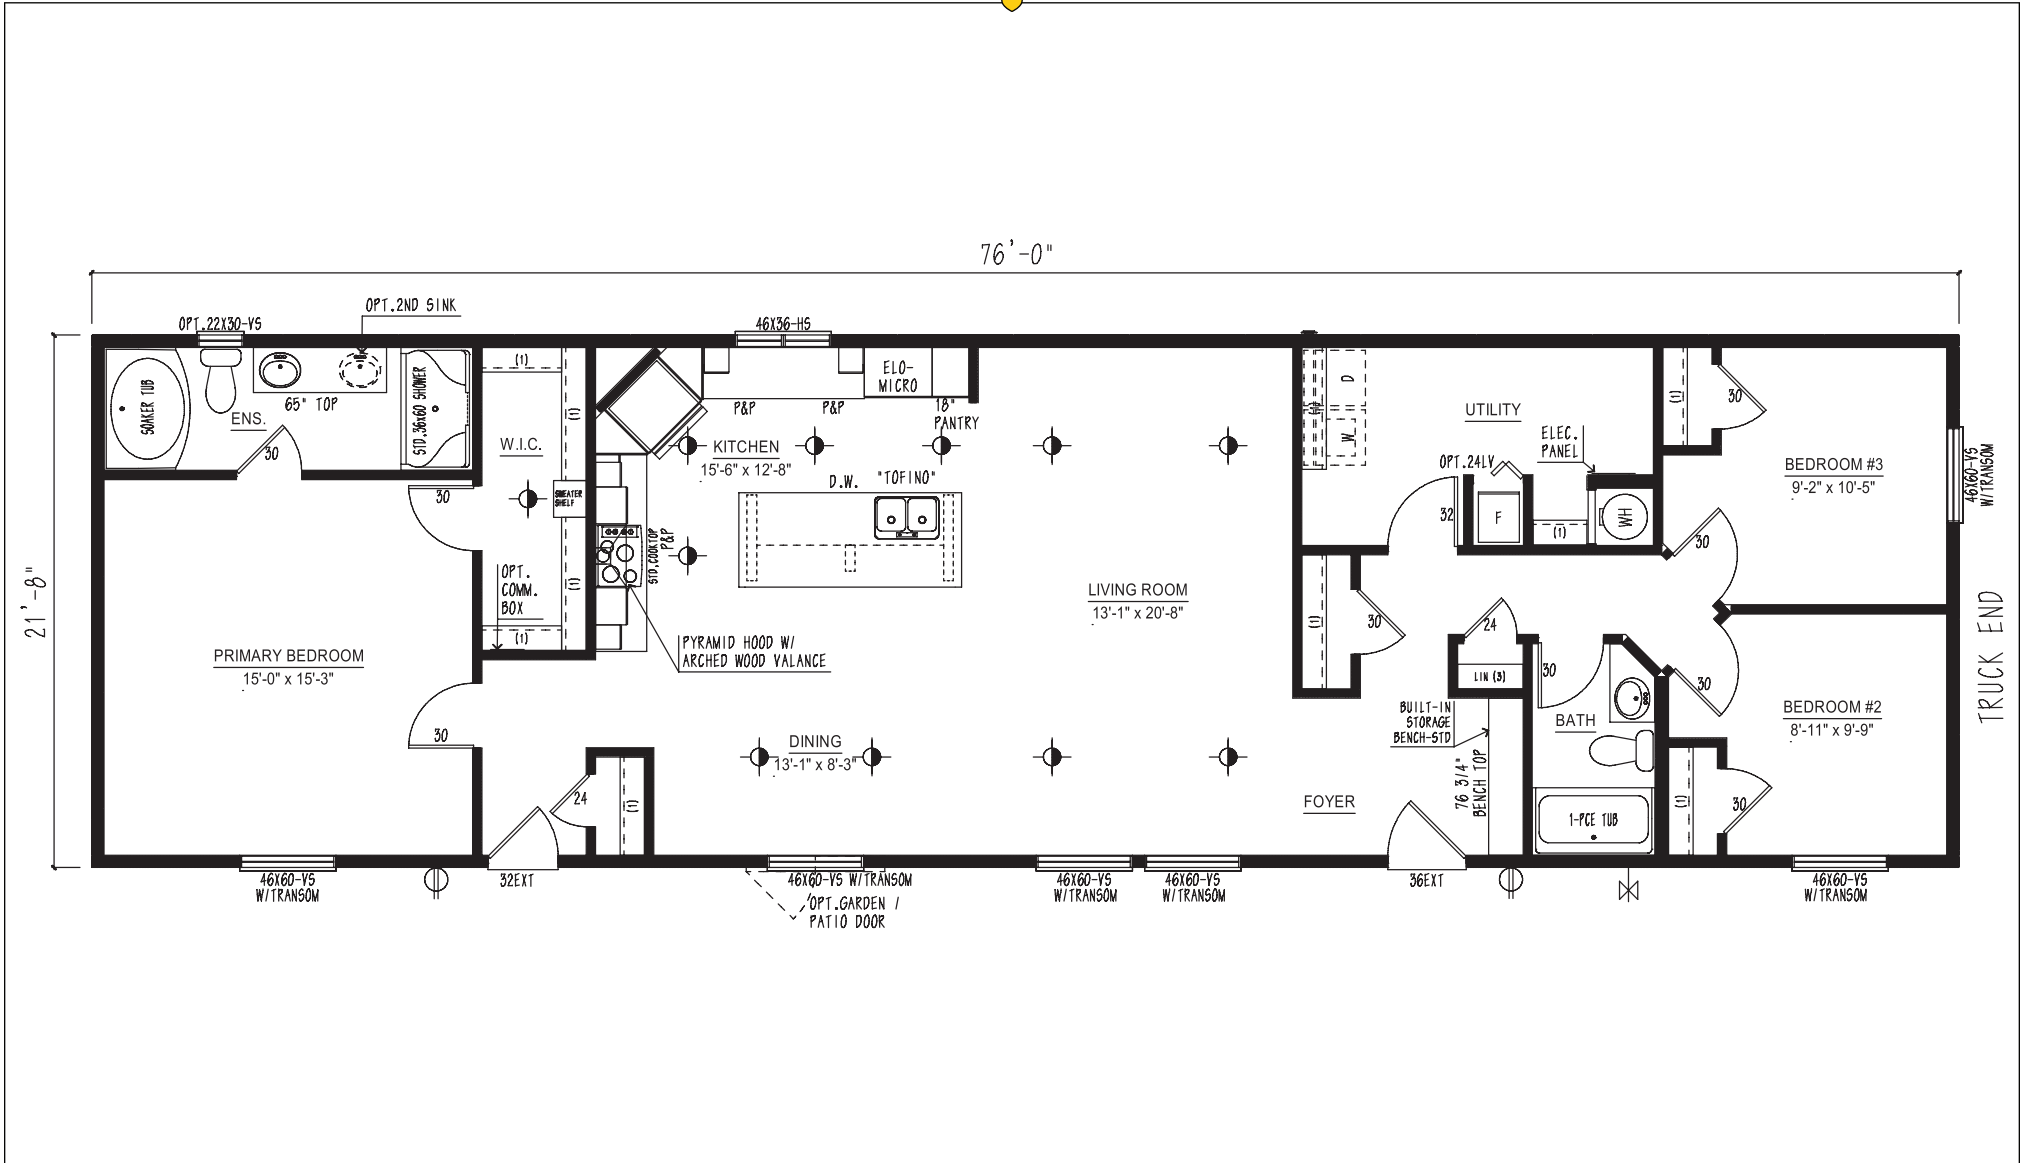 76'-0"
OPT.2ND SINK
OPT.22X30-VS
46X36-HS
SOAKER TUB
65" TOP
ENS.
30
STD.36x60 SHOWER
(1)
W.I.C.
(1)
SWEATER
SHELF
30
OPT.
COMM.
BOX
(1)
(1)
ELO-
MICRO
P&P
P&P
18"
PANTRY
KITCHEN
15'-6" x 12'-8"
D.W.
"TOFINO"
STD.COOKTOP
P&P
PYRAMID HOOD W/
ARCHED WOOD VALANCE
LIVING ROOM
13'-1" x 20'-8"
D
W
(1)
UTILITY
ELEC.
PANEL
OPT.24LV
32
F
(1)
WH
(1)
30
BEDROOM #3
9'-2" x 10'-5"
30
46X60-VS
W/TRANSOM
TRUCK END
21'-8"
PRIMARY BEDROOM
15'-0" x 15'-3"
30
24
(1)
DINING
13'-1" x 8'-3"
(1)
30
24
LIN (3)
30
BUILT-IN
STORAGE
BENCH-STD
76 3/4"
BENCH TOP
FOYER
BATH
1-PCE TUB
30
BEDROOM #2
8'-11" x 9'-9"
(1)
30
46X60-VS
W/TRANSOM
32EXT
46X60-VS W/TRANSOM
OPT.GARDEN /
PATIO DOOR
46X60-VS
W/TRANSOM
46X60-VS
W/TRANSOM
36EXT
46X60-VS
W/TRANSOM